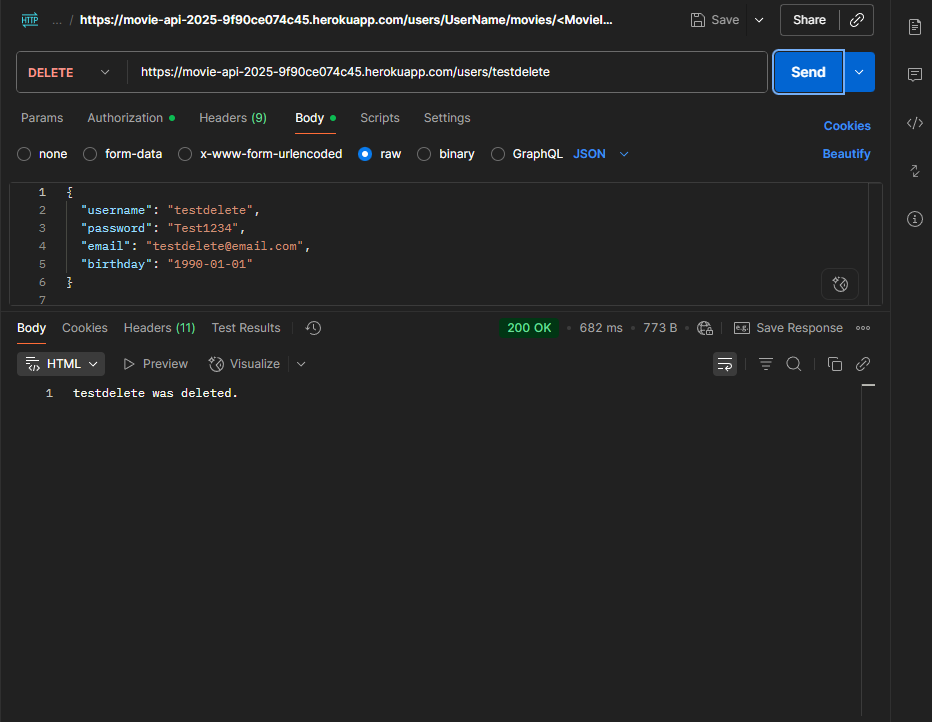 HTTP ... / https://movie-api-2025-9f90ce074c45.herokuapp.com/users/UserName/movies/<MovieI... Save Share
DELETE https://movie-api-2025-9f90ce074c45.herokuapp.com/users/testdelete Send
Params Authorization Headers (9) Body Scripts Settings Cookies
none form-data x-www-form-urlencoded raw binary GraphQL JSON Beautify
1 {
2 "username": "testdelete",
3 "password": "Test1234",
4 "email": "testdelete@email.com",
5 "birthday": "1990-01-01"
6 }
7
Body Cookies Headers (11) Test Results 200 OK 682 ms 773 B e.g. Save Response
HTML Preview Visualize
1 testdelete was deleted.